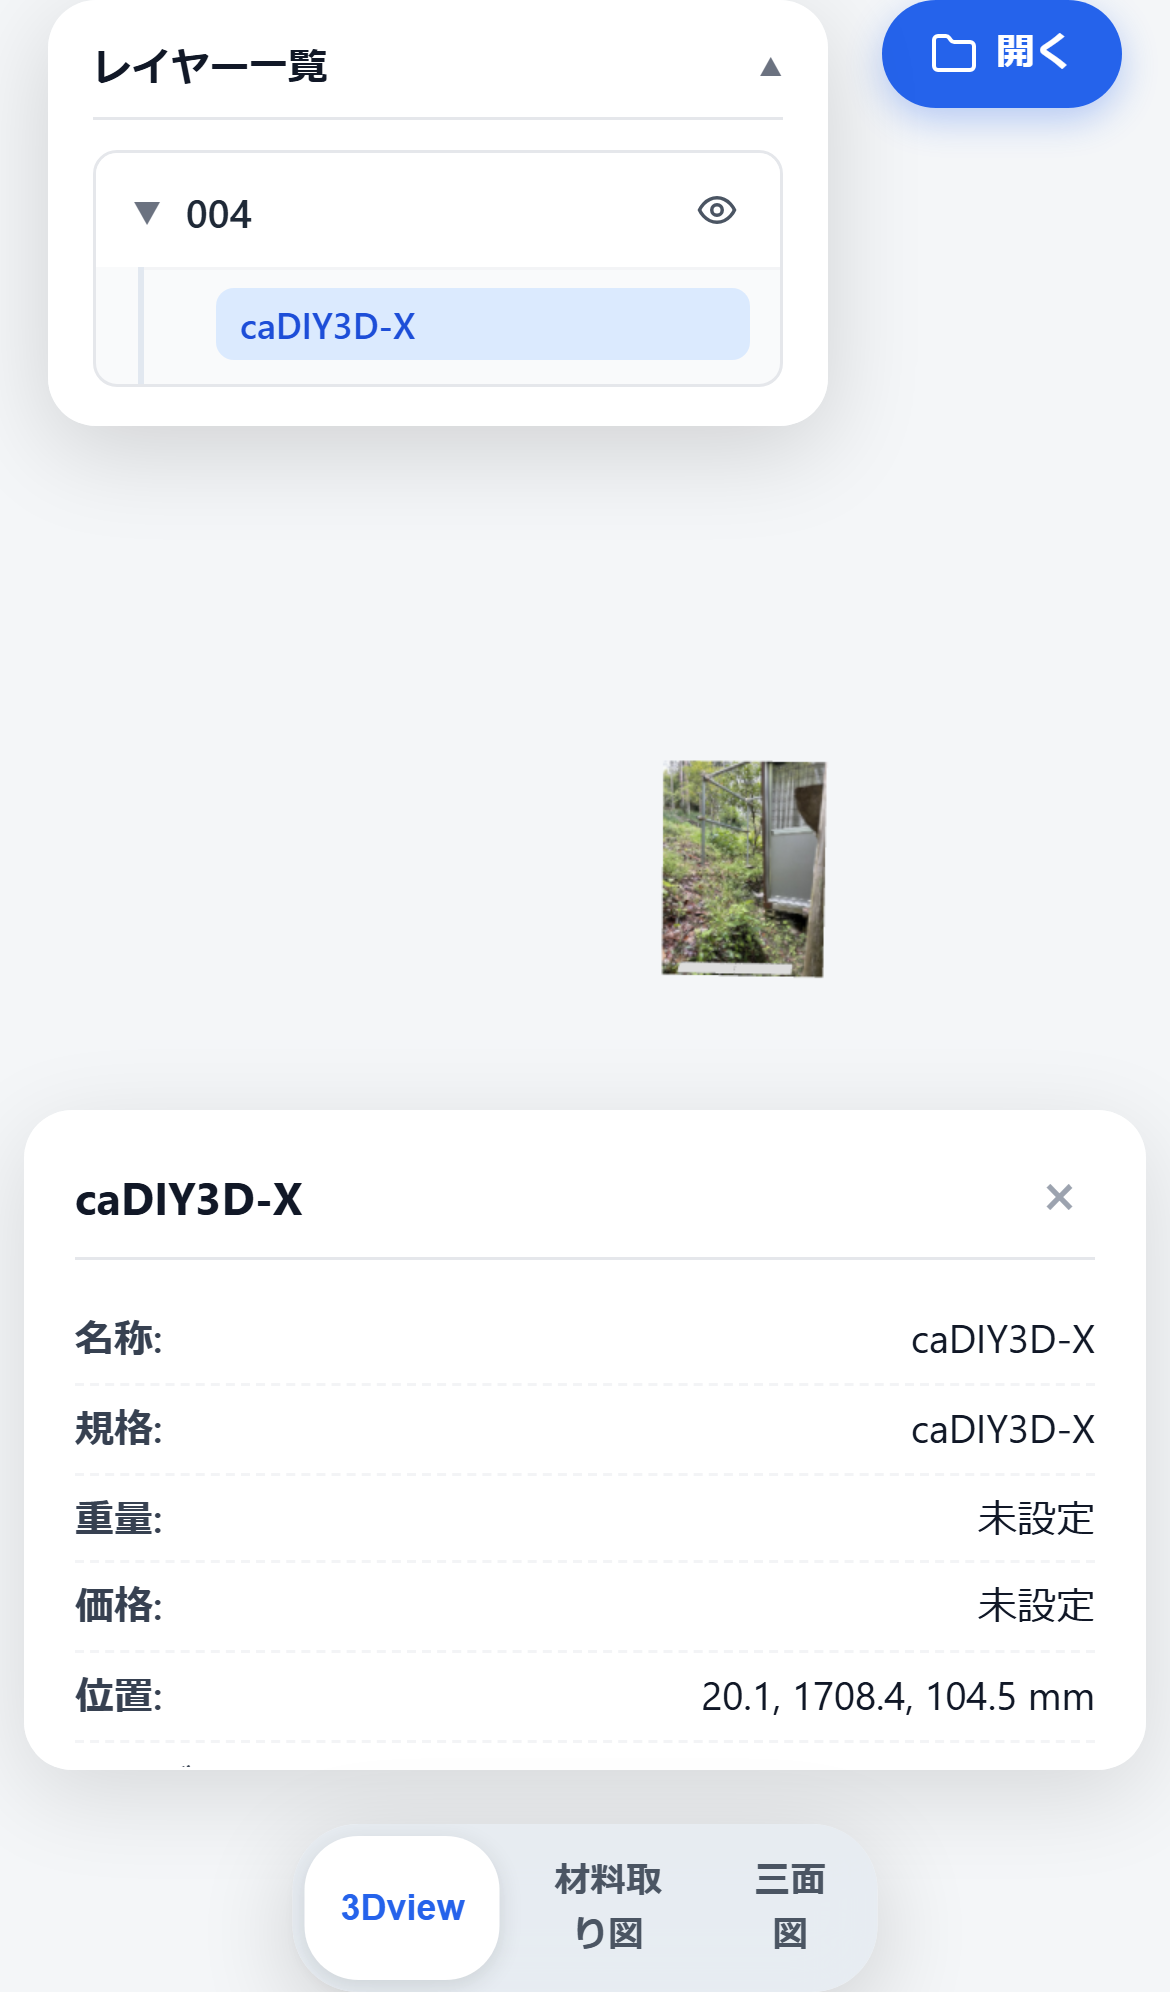 レイヤー一覧
▲
開く
▼ 004
caDIY3D-X
caDIY3D-X
×
名称: caDIY3D-X
規格: caDIY3D-X
重量: 未設定
価格: 未設定
位置: 20.1, 1708.4, 104.5 mm
3Dview
材料取
り図
三面
図